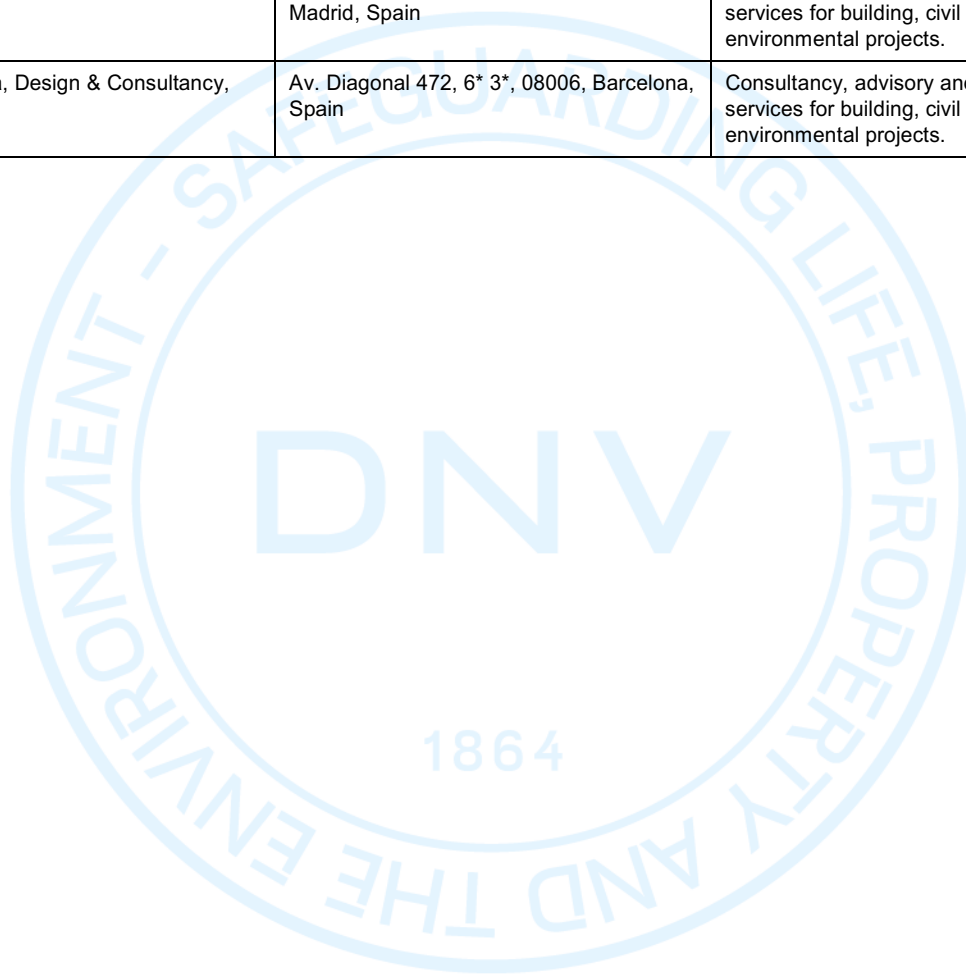 Madrid, Spain
services for building, civil
environmental projects.
, Design & Consultancy,
Av. Diagonal 472, 6* 3*, 08006, Barcelona,
Spain
Consultancy, advisory and
services for building, civil
environmental projects.
SAFEGUARDING LIFE, PROPERTY AND THE ENVIRONMENT -
DNV
1864